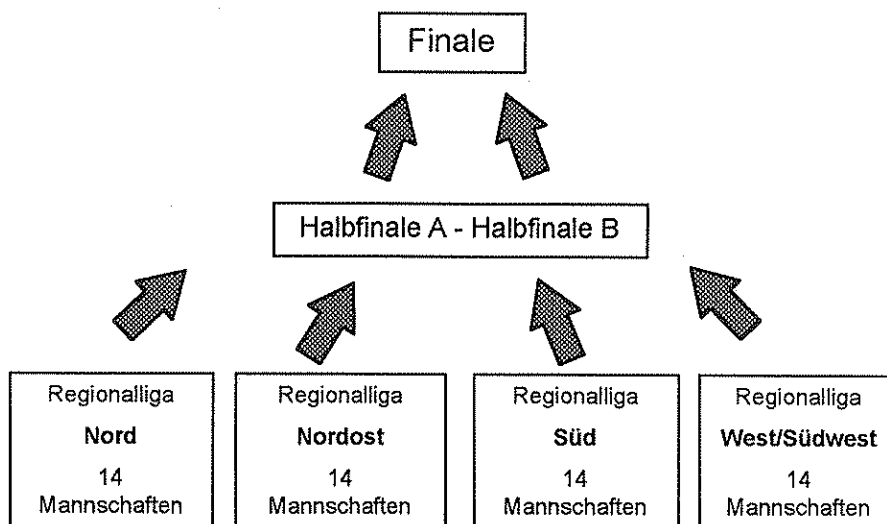 Finale
Halbfinale A - Halbfinale B
Regionalliga
Nord
14
Mannschaften
Regionalliga
Nordost
14
Mannschaften
Regionalliga
Süd
14
Mannschaften
Regionalliga
West/Südwest
14
Mannschaften